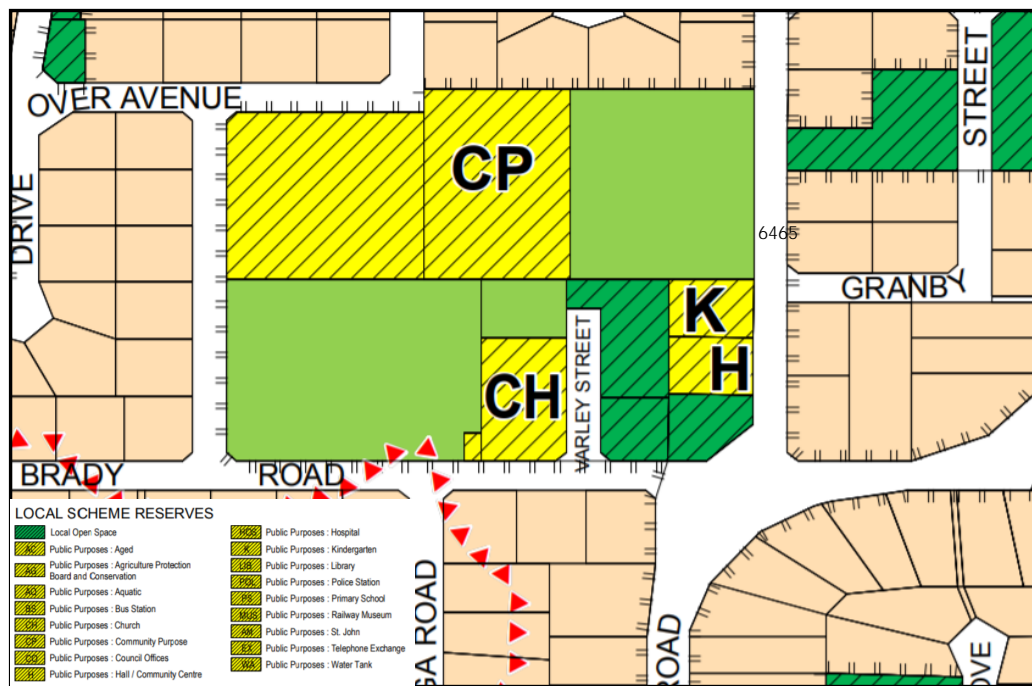 OVER AVENUE
STREET
CP
DRIVE
6465
GRANBY
K
H
VARLEY STREET
CH
BRADY ROAD
GA ROAD
ROAD
OVE
LOCAL SCHEME RESERVES
Local Open Space
AC Public Purposes : Aged
AG Public Purposes : Agriculture Protection
Board and Conservation
AQ Public Purposes : Aquatic
BS Public Purposes : Bus Station
CH Public Purposes : Church
CP Public Purposes : Community Purpose
CO Public Purposes : Council Offices
H Public Purposes : Hall / Community Centre
HOS Public Purposes : Hospital
K Public Purposes : Kindergarten
LIB Public Purposes : Library
POL Public Purposes : Police Station
PS Public Purposes : Primary School
MUS Public Purposes : Railway Museum
AM Public Purposes : St. John
EX Public Purposes : Telephone Exchange
WA Public Purposes : Water Tank